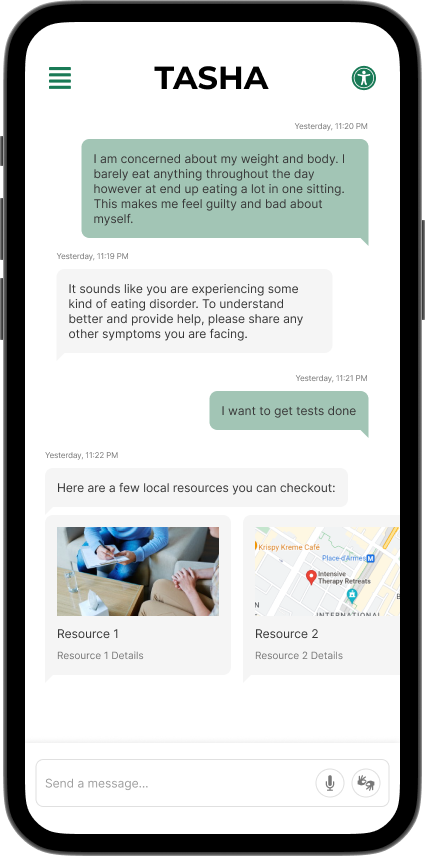 TASHA
Yesterday, 11:20 PM
I am concerned about my weight and body. I
barely eat anything throughout the day
however at end up eating a lot in one sitting.
This makes me feel guilty and bad about
myself.
Yesterday, 11:19 PM
It sounds like you are experiencing some
kind of eating disorder. To understand
better and provide help, please share any
other symptoms you are facing.
Yesterday, 11:21 PM
I want to get tests done
Yesterday, 11:22 PM
Here are a few local resources you can checkout:
Krispy Kreme Café
Place-d'Armes M
Intensive
Therapy Retreats
INTERNATIONAL
Resource 1
Resource 1 Details
Resource 2
Resource 2 Details
Send a message...